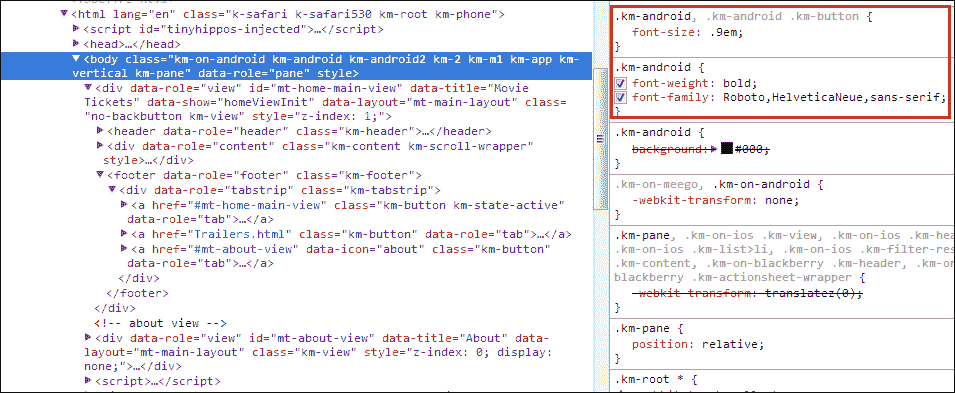 <html lang="en" class="k-safari k-safari530 km-root km-phone">
<script id="tinyhippos-injected">…</script>
<head>…</head>
<body class="km-on-android km-android km-android2 km-2 km-m1 km-app km-
vertical km-pane" data-role="pane" style>
<div data-role="view" id="mt-home-main-view" data-title="Movie
Tickets" data-show="homeViewInit" data-layout="mt-main-layout" class=
"no-backbutton km-view" style="z-index: 1;">
<header data-role="header" class="km-header">…</header>
<div data-role="content" class="km-content km-scroll-wrapper"
style>…</div>
<footer data-role="footer" class="km-footer">
<div data-role="tabstrip" class="km-tabstrip">
<a href="#mt-home-main-view" class="km-button km-state-active"
data-role="tab">…</a>
<a href="Trailers.html" class="km-button" data-role="tab">…</a>
<a href="#mt-about-view" data-icon="about" class="km-button"
data-role="tab">…</a>
</div>
</footer>
</div>
<!-- about view -->
<div data-role="view" id="mt-about-view" data-title="About" data-
layout="mt-main-layout" class="km-view" style="z-index: 0; display:
none;">…</div>
<script>…</script>
.km-android, .km-android .km-button {
font-size: .9em;
}
.km-android {
font-weight: bold;
font-family: Roboto,HelveticaNeue,sans-serif;
}
.km-android {
background: #000;
}
.km-on-meego, .km-on-android {
-webkit-transform: none;
}
.km-pane, .km-on-ios .km-view, .km-on-ios .km-hea
.km-on-ios .km-list>li, .km-on-ios .km-filter-res
.km-content, .km-on-blackberry .km-header, .km-on
blackberry .km-actionsheet-wrapper {
-webkit-transform: translatez(0);
}
.km-pane {
position: relative;
}
.km-root * {